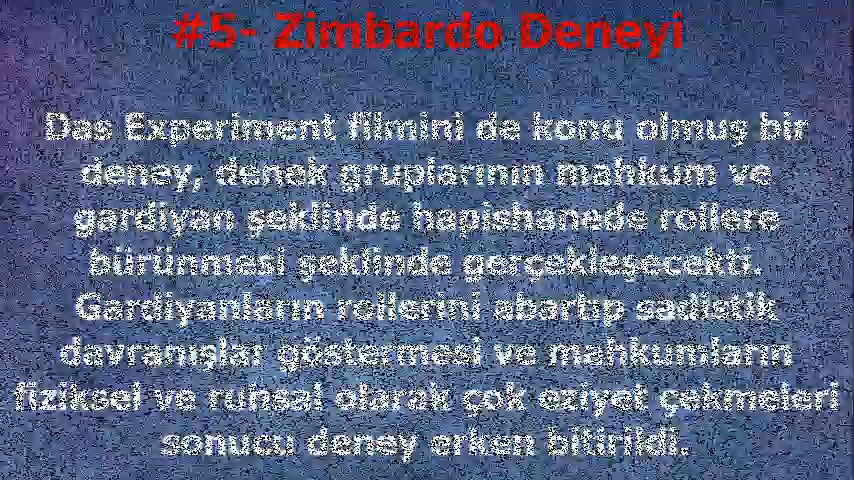 #5- Zimbardo Deneyi
Das Experiment filmini de konu olmuş bir
deney, denek gruplarının mahkum ve
gardiyan şeklinde hapishanede rollere
bürünmesi şeklinde gerçekleşecekti.
Gardiyanların rollerini abartıp sadistik
davranışlar göstermesi ve mahkumların
fiziksel ve ruhsal olarak çok eziyet çekmeleri
sonucu deney erken bitirildi.